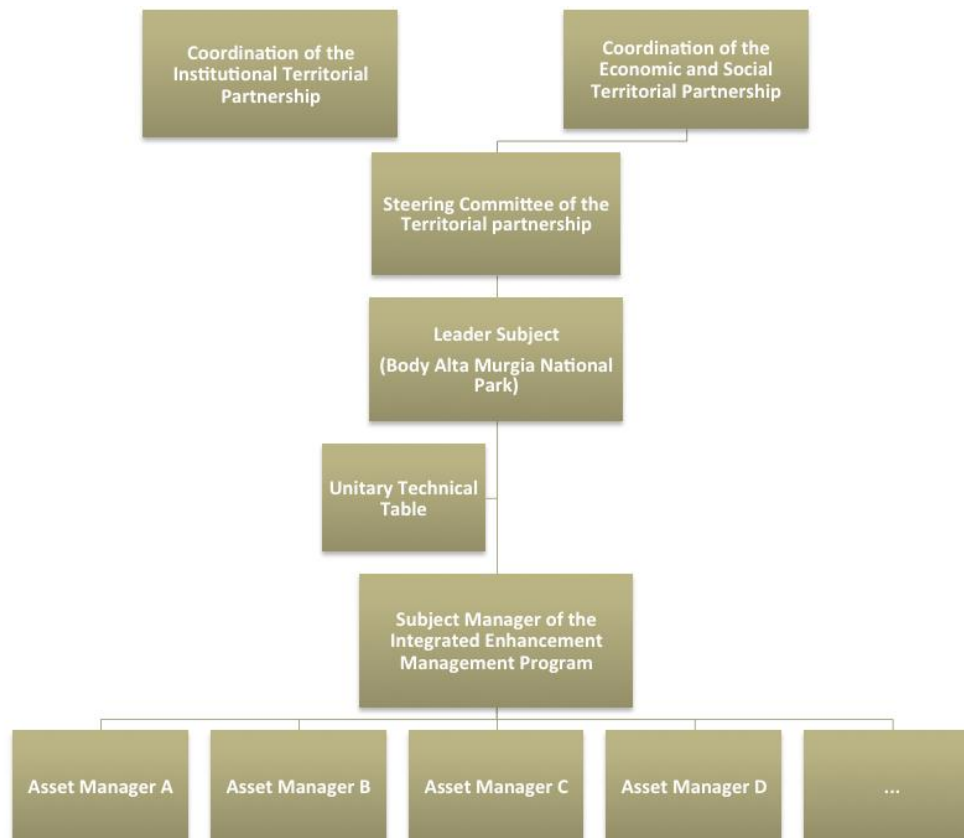 Coordination of the
Institutional Territorial
Partnership
Coordination of the
Economic and Social
Territorial Partnership
Steering Committee of the
Territorial partnership
Leader Subject
(Body Alta Murgia National
Park)
Unitary Technical
Table
Subject Manager of the
Integrated Enhancement
Management Program
Asset Manager A
Asset Manager B
Asset Manager C
Asset Manager D
...